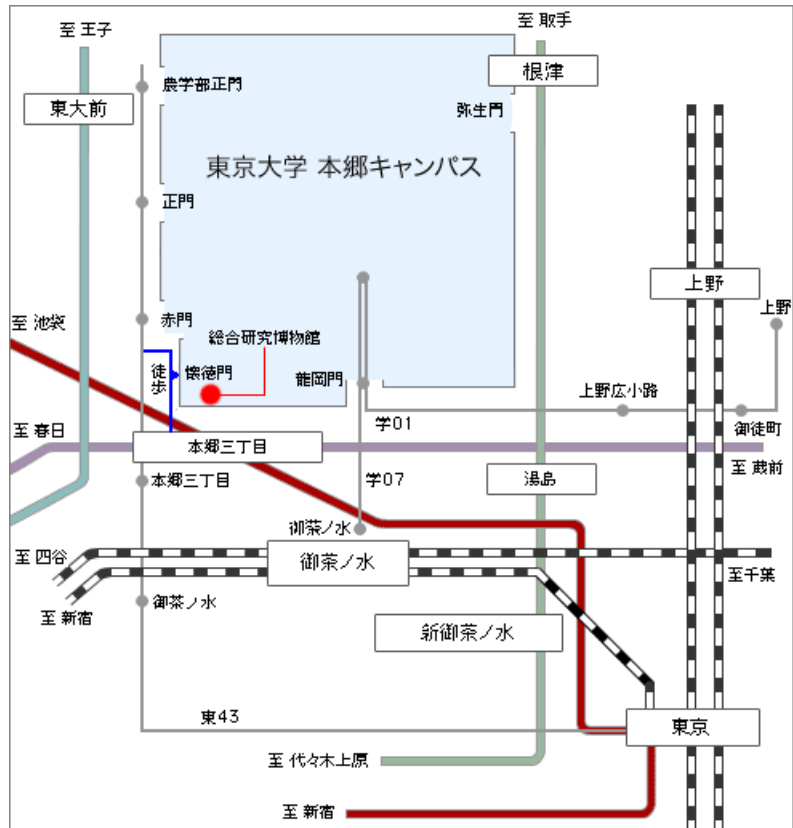 至 取手
至 王子
根津
農学部正門
東大前
弥生門
東京大学 本郷キャンパス
正門
上野
上野
赤門
至 池袋
総合研究博物館
徒歩
懐徳門
龍岡門
上野広小路
学01
御徒町
至 春日
本郷三丁目
至 蔵前
本郷三丁目
学07
湯島
御茶ノ水
至 四谷
御茶ノ水
至千葉
御茶ノ水
至 新宿
新御茶ノ水
東43
東京
至 代々木上原
至 新宿